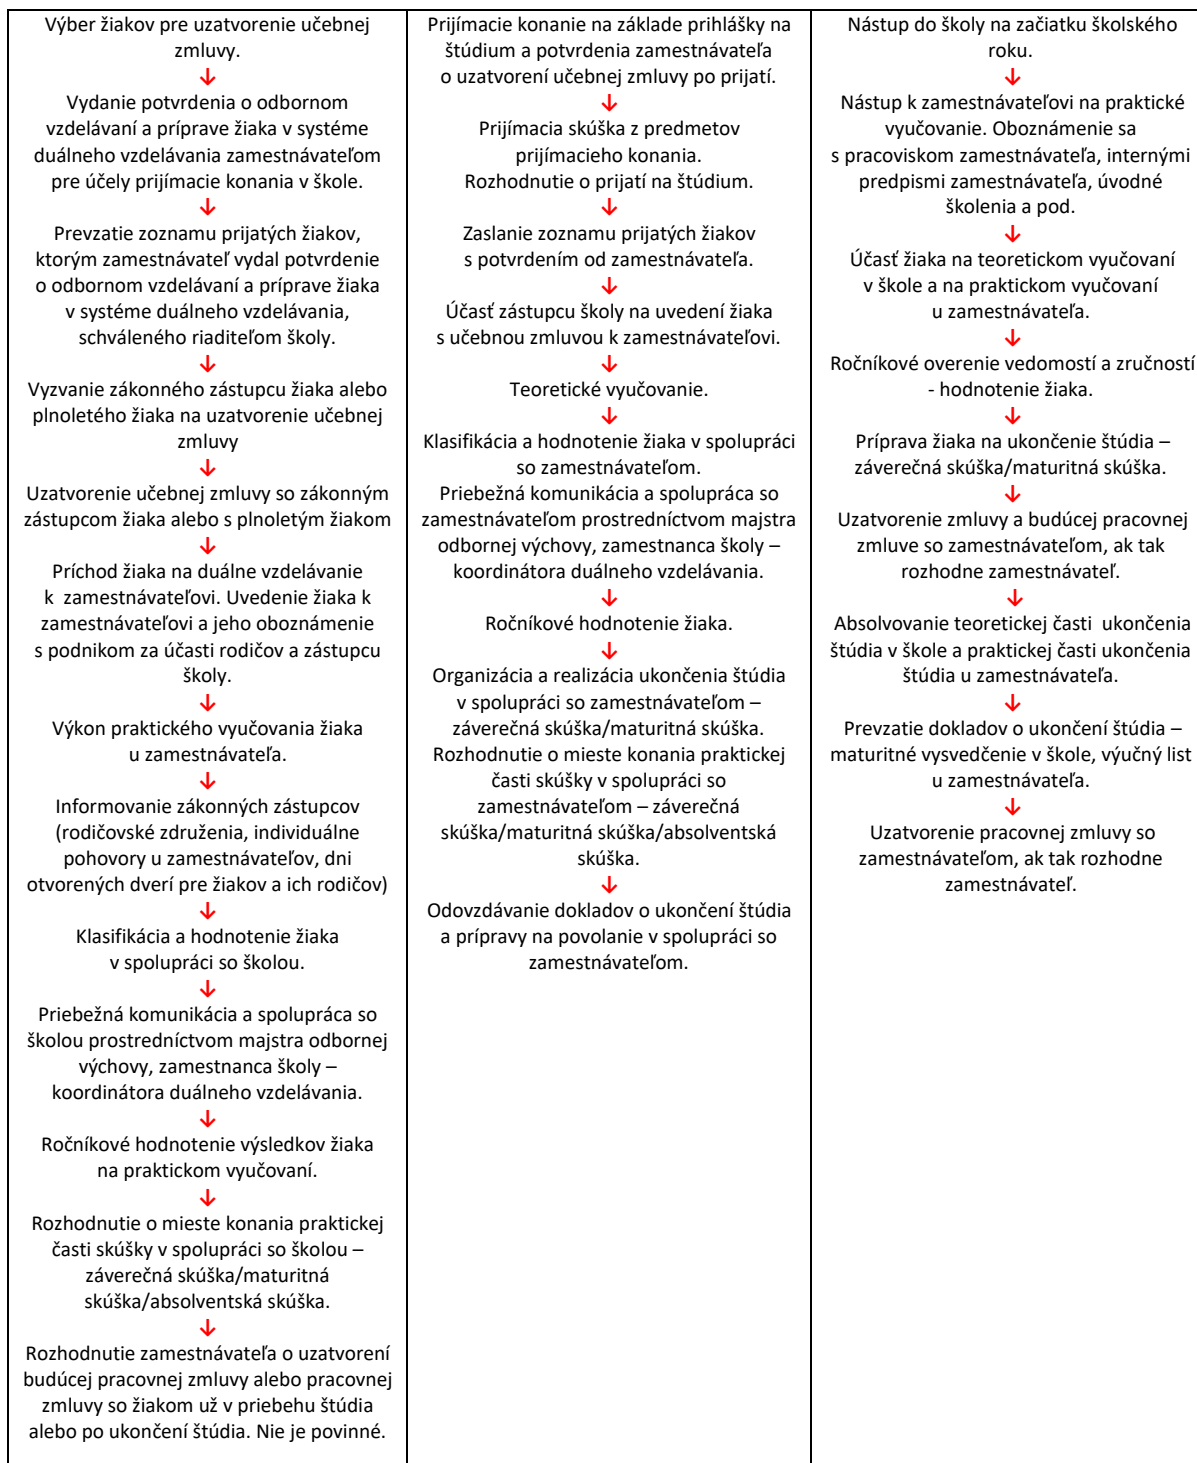 Výber žiakov pre uzatvorenie učebnej
zmluvy.
↓
Vydanie potvrdenia o odbornom
vzdelávaní a príprave žiaka v systéme
duálneho vzdelávania zamestnávateľom
pre účely prijímacie konania v škole.
↓
Prevzatie zoznamu prijatých žiakov,
ktorým zamestnávateľ vydal potvrdenie
o odbornom vzdelávaní a príprave žiaka
v systéme duálneho vzdelávania,
schváleného riaditeľom školy.
↓
Vyzvanie zákonného zástupcu žiaka alebo
plnoletého žiaka na uzatvorenie učebnej
zmluvy
↓
Uzatvorenie učebnej zmluvy so zákonným
zástupcom žiaka alebo s plnoletým žiakom
↓
Príchod žiaka na duálne vzdelávanie
k zamestnávateľovi. Uvedenie žiaka k
zamestnávateľovi a jeho oboznámenie
s podnikom za účasti rodičov a zástupcu
školy.
↓
Výkon praktického vyučovania žiaka
u zamestnávateľa.
↓
Informovanie zákonných zástupcov
(rodičovské združenia, individuálne
pohovory u zamestnávateľov, dni
otvorených dverí pre žiakov a ich rodičov)
↓
Klasifikácia a hodnotenie žiaka
v spolupráci so školou.
↓
Priebežná komunikácia a spolupráca so
školou prostredníctvom majstra odbornej
výchovy, zamestnanca školy –
koordinátora duálneho vzdelávania.
↓
Ročníkové hodnotenie výsledkov žiaka
na praktickom vyučovaní.
↓
Rozhodnutie o mieste konania praktickej
časti skúšky v spolupráci so školou –
záverečná skúška/maturitná
skúška/absolventská skúška.
↓
Rozhodnutie zamestnávateľa o uzatvorení
budúcej pracovnej zmluvy alebo pracovnej
zmluvy so žiakom už v priebehu štúdia
alebo po ukončení štúdia. Nie je povinné.
Prijímacie konanie na základe prihlášky na
štúdium a potvrdenia zamestnávateľa
o uzatvorení učebnej zmluvy po prijatí.
↓
Prijímacia skúška z predmetov
prijímacieho konania.
Rozhodnutie o prijatí na štúdium.
↓
Zaslanie zoznamu prijatých žiakov
s potvrdením od zamestnávateľa.
↓
Účasť zástupcu školy na uvedení žiaka
s učebnou zmluvou k zamestnávateľovi.
↓
Teoretické vyučovanie.
↓
Klasifikácia a hodnotenie žiaka v spolupráci
so zamestnávateľom.
Priebežná komunikácia a spolupráca so
zamestnávateľom prostredníctvom majstra
odbornej výchovy, zamestnanca školy –
koordinátora duálneho vzdelávania.
↓
Ročníkové hodnotenie žiaka.
↓
Organizácia a realizácia ukončenia štúdia
v spolupráci so zamestnávateľom –
záverečná skúška/maturitná skúška.
Rozhodnutie o mieste konania praktickej
časti skúšky v spolupráci so
zamestnávateľom – záverečná
skúška/maturitná skúška/absolventská
skúška.
↓
Odovzdávanie dokladov o ukončení štúdia
a prípravy na povolanie v spolupráci so
zamestnávateľom.
Nástup do školy na začiatku školského
roku.
↓
Nástup k zamestnávateľovi na praktické
vyučovanie. Oboznámenie sa
s pracoviskom zamestnávateľa, internými
predpismi zamestnávateľa, úvodné
školenia a pod.
↓
Účasť žiaka na teoretickom vyučovaní
v škole a na praktickom vyučovaní
u zamestnávateľa.
↓
Ročníkové overenie vedomostí a zručností
- hodnotenie žiaka.
↓
Príprava žiaka na ukončenie štúdia –
záverečná skúška/maturitná skúška.
↓
Uzatvorenie zmluvy a budúcej pracovnej
zmluve so zamestnávateľom, ak tak
rozhodne zamestnávateľ.
↓
Absolvovanie teoretickej časti ukončenia
štúdia v škole a praktickej časti ukončenia
štúdia u zamestnávateľa.
↓
Prevzatie dokladov o ukončení štúdia –
maturitné vysvedčenie v škole, výučný list
u zamestnávateľa.
↓
Uzatvorenie pracovnej zmluvy so
zamestnávateľom, ak tak rozhodne
zamestnávateľ.